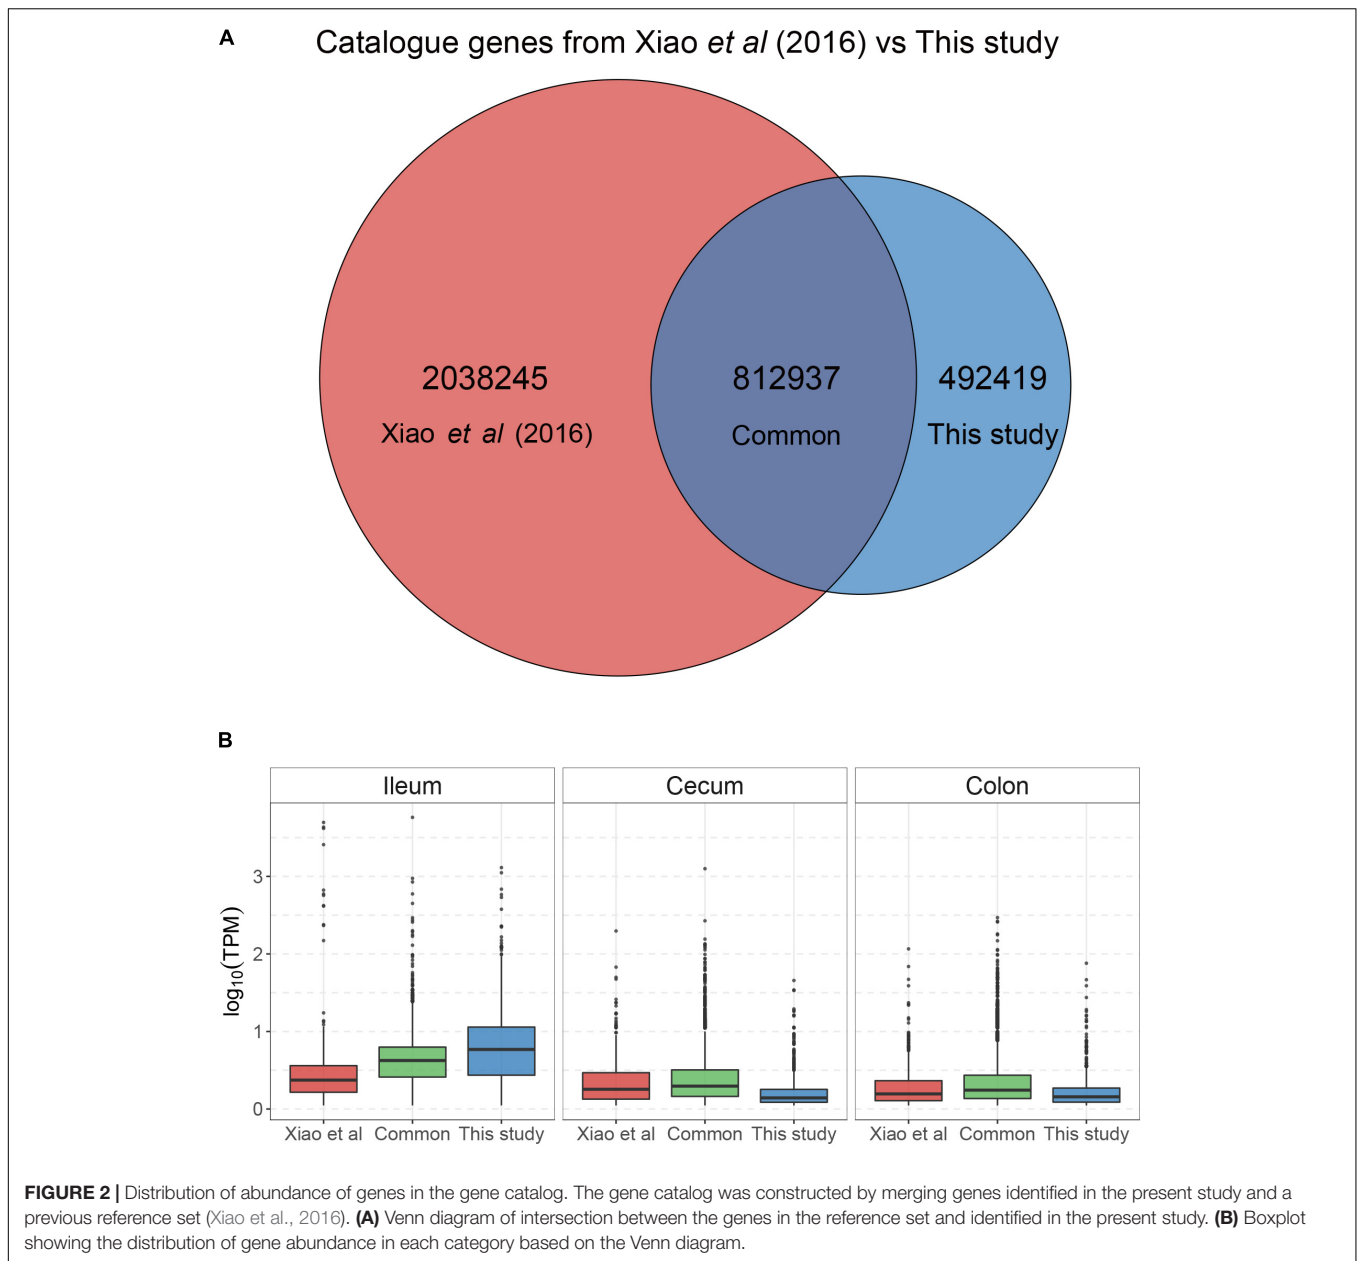 A
Catalogue genes from Xiao et al (2016) vs This study
2038245
Xiao et al (2016)
812937
Common
492419
This study
B
Ileum
Cecum
Colon
log10(TPM)
3
2
1
0
Xiao et al
Common
This study
Xiao et al
Common
This study
Xiao et al
Common
This study
FIGURE 2 | Distribution of abundance of genes in the gene catalog. The gene catalog was constructed by merging genes identified in the present study and a
previous reference set (Xiao et al., 2016). (A) Venn diagram of intersection between the genes in the reference set and identified in the present study. (B) Boxplot
showing the distribution of gene abundance in each category based on the Venn diagram.